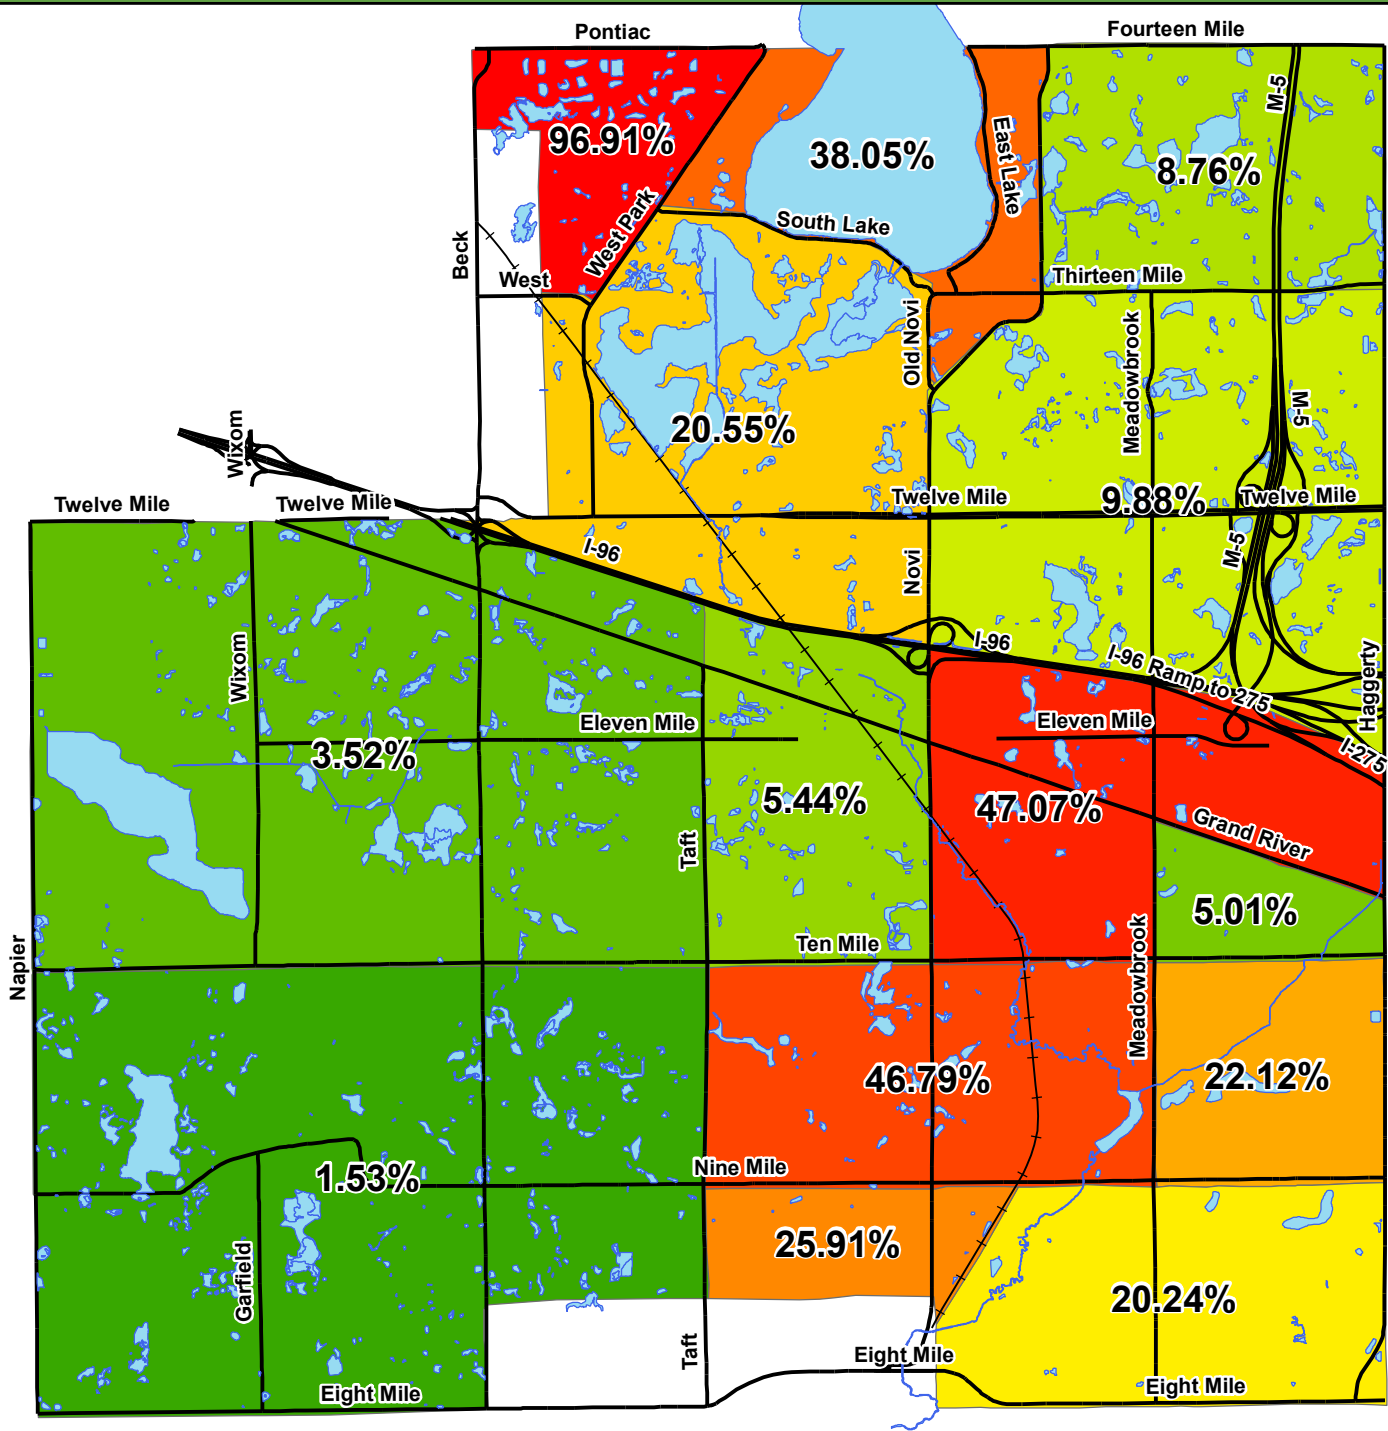 Pontiac
Fourteen Mile
M-5
96.91%
38.05%
East Lake
8.76%
West Park
South Lake
Beck
West
Thirteen Mile
Old Novi
Meadowbrook
M-5
Wixom
20.55%
Twelve Mile
Twelve Mile
Twelve Mile
9.88%
Twelve Mile
I-96
M-5
Novi
I-96
I-96 Ramp to 275
Haggerty
Wixom
Eleven Mile
Eleven Mile
I-275
3.52%
5.44%
47.07%
Grand River
Taft
5.01%
Ten Mile
Napier
Meadowbrook
46.79%
22.12%
Nine Mile
1.53%
25.91%
Garfield
20.24%
Taft
Eight Mile
Eight Mile
Eight Mile